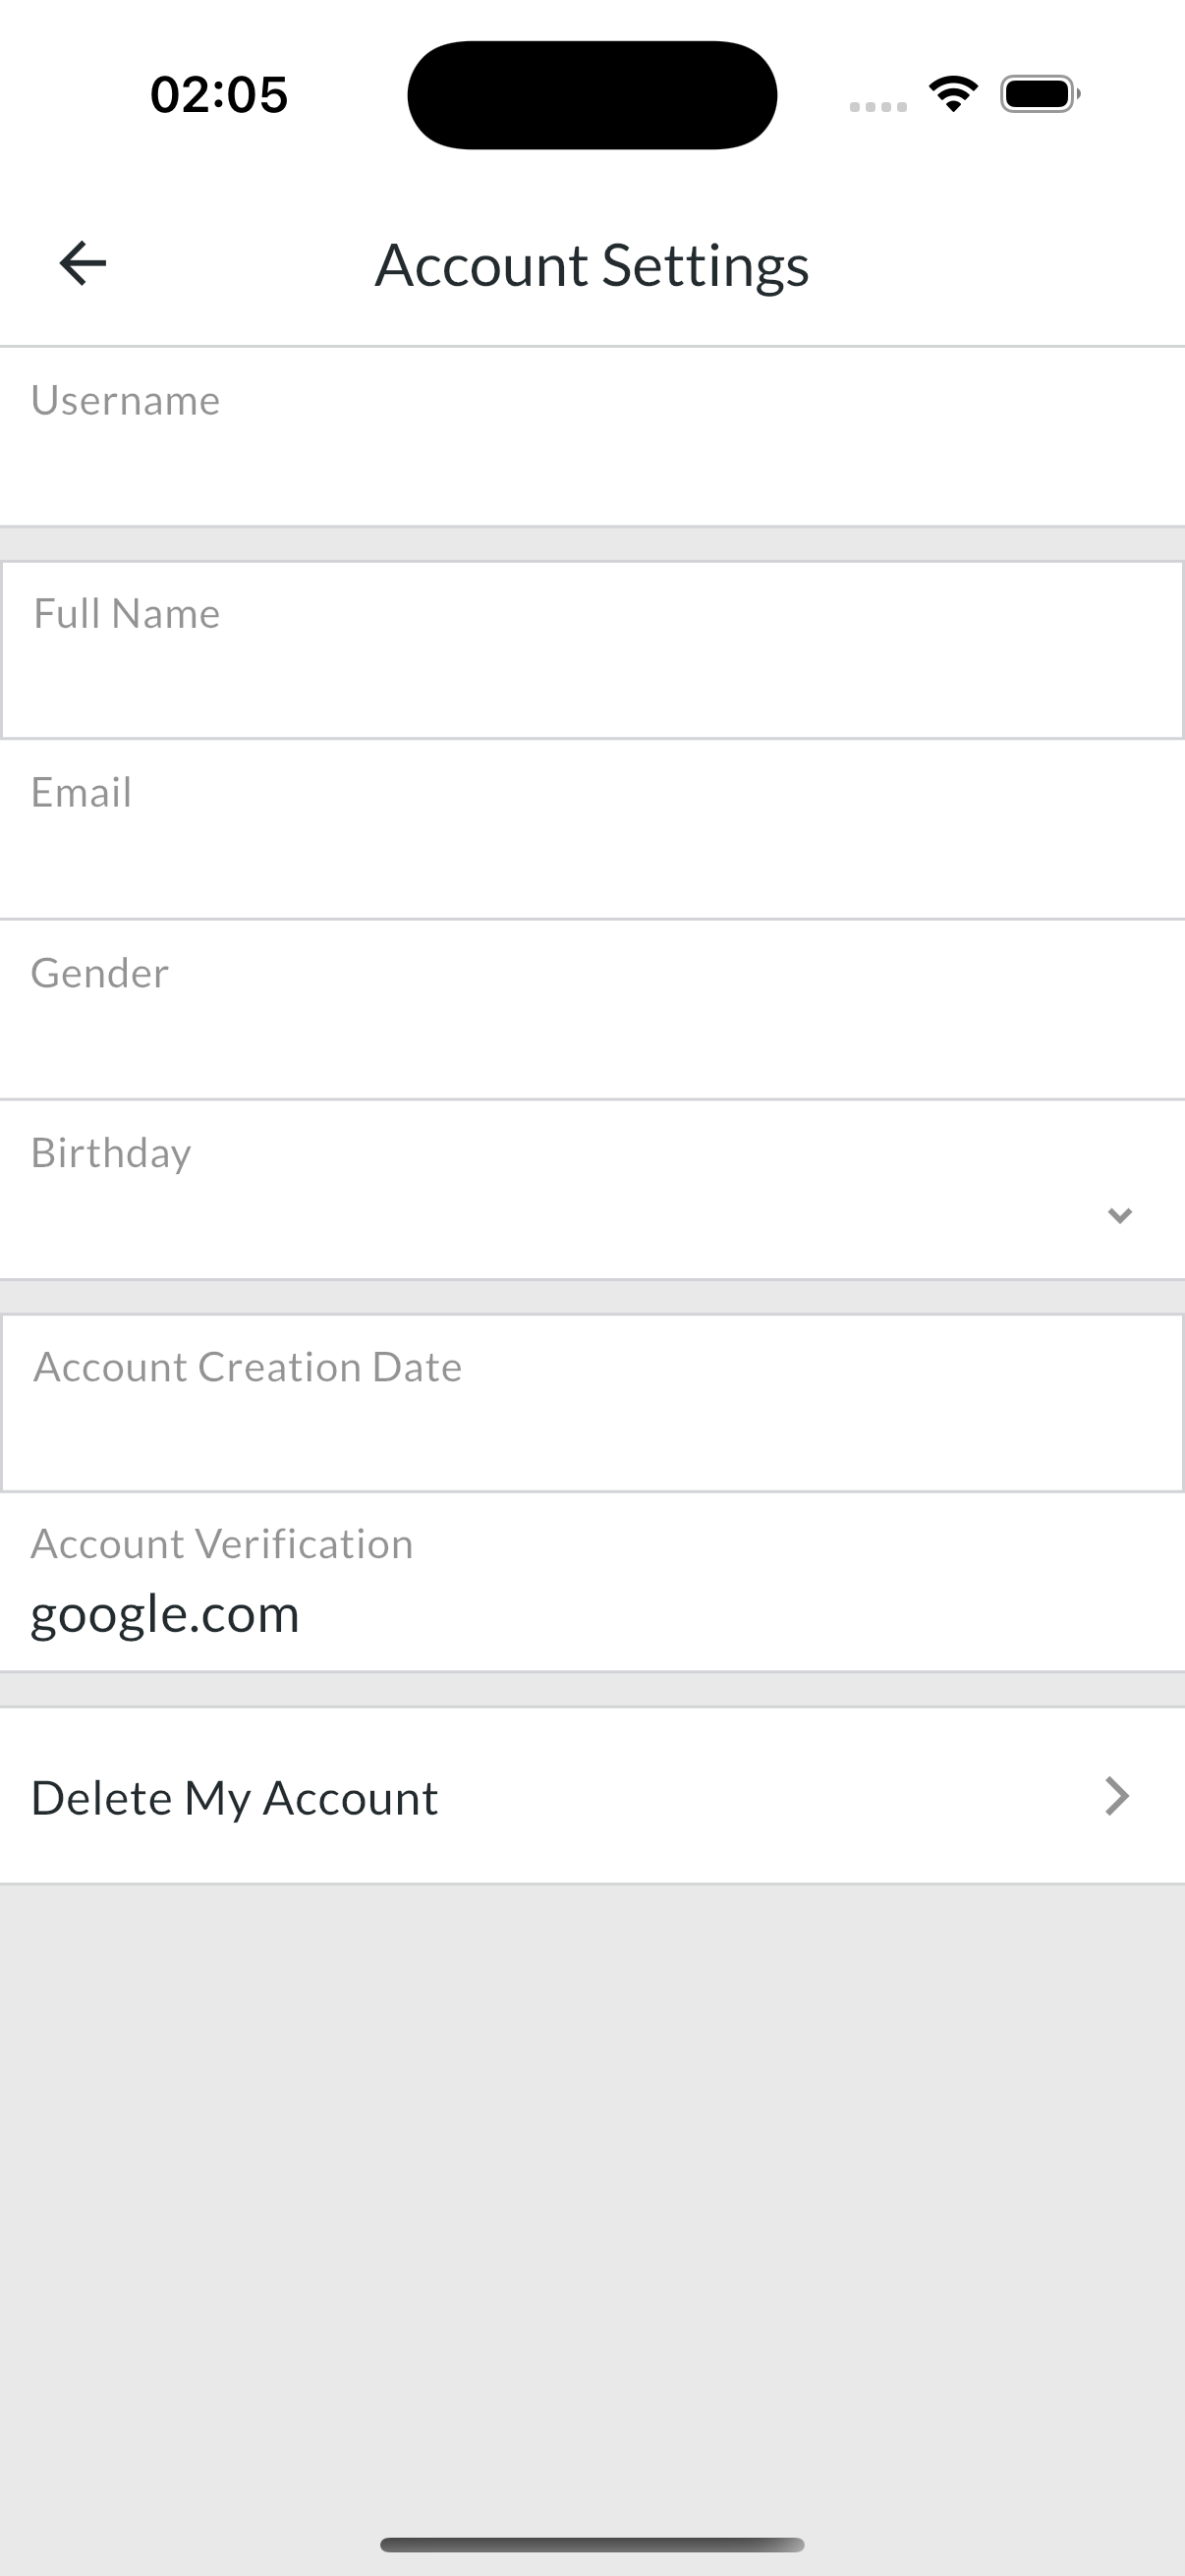 02:05
Account Settings
Username
Full Name
Email
Gender
Birthday
Account Creation Date
Account Verification
google.com
Delete My Account